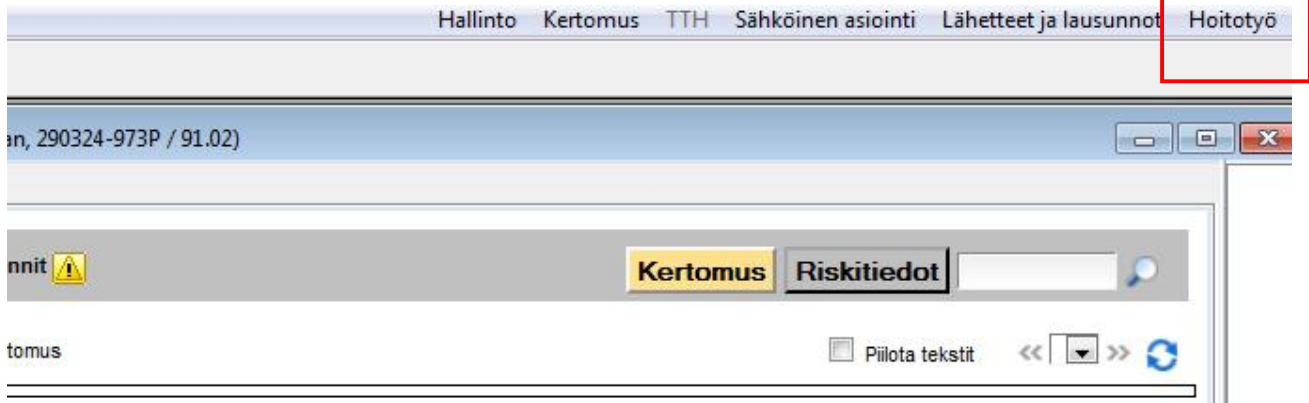 Hallinto Kertomus TTH Sähköinen asiointi Lähetteet ja lausunnot Hoitotyö
an, 290324-973P / 91.02)
nnit
Kertomus Riskitiedot
tomus
Piilota tekstit << >>